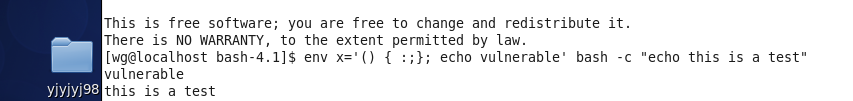 This is free software; you are free to change and redistribute it.
There is NO WARRANTY, to the extent permitted by law.
[wg@localhost bash-4.1]$ env x='() { :;}; echo vulnerable' bash -c "echo this is a test"
vulnerable
yjyjyj98
this is a test